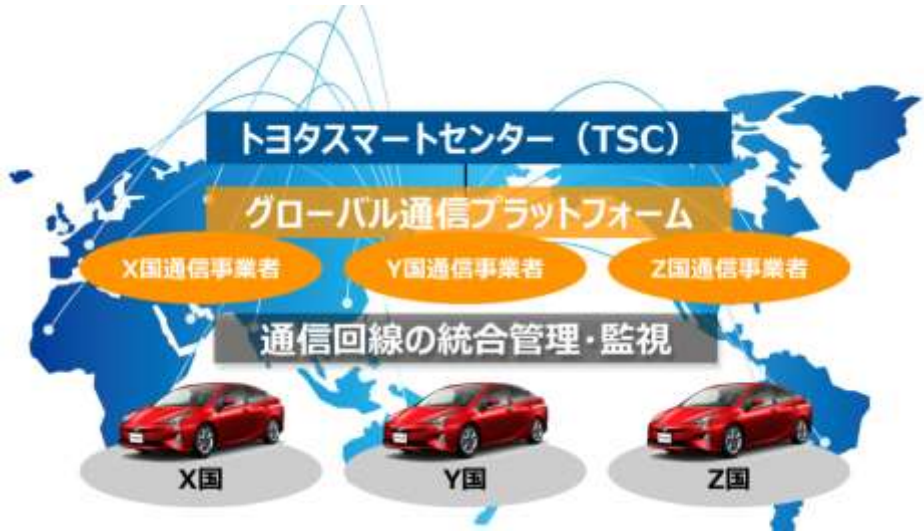 トヨタスマートセンター（TSC）
グローバル通信プラットフォーム
X国通信事業者
Y国通信事業者
Z国通信事業者
通信回線の統合管理・監視
X国
Y国
Z国